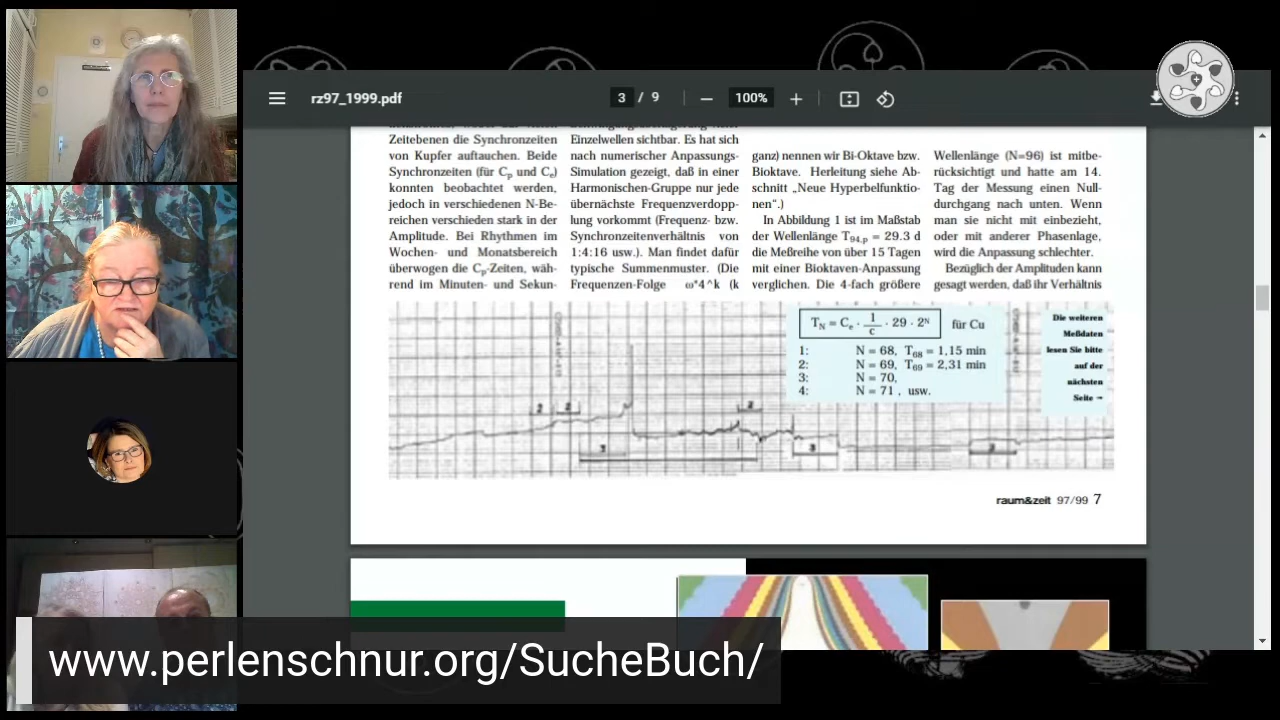 rz97_1999.pdf
3 / 9
100%
Zeitebenen die Synchronzeiten
von Kupfer auftauchen. Beide
Synchronzeiten (für Cp und Ce)
konnten beobachtet werden,
jedoch in verschiedenen N-Be-
reichen verschieden stark in der
Amplitude. Bei Rhythmen im
Wochen- und Monatsbereich
überwogen die Cp-Zeiten, wäh-
rend im Minuten- und Sekun-
Einzelwellen sichtbar. Es hat sich
nach numerischer Anpassungs-
Simulation gezeigt, daß in einer
Harmonischen-Gruppe nur jede
übernächste Frequenzverdopp-
lung vorkommt (Frequenz- bzw.
Synchronzeitenverhältnis von
1:4:16 usw.). Man findet dafür
typische Summenmuster. (Die
Frequenzen-Folge ω*4^k (k
ganz) nennen wir Bi-Oktave bzw.
Bioktave. Herleitung siehe Ab-
schnitt „Neue Hyperbelfunktio-
nen“.)
In Abbildung 1 ist im Maßstab
der Wellenlänge T94,p = 29.3 d
die Meßreihe von über 15 Tagen
mit einer Bioktaven-Anpassung
verglichen. Die 4-fach größere
Wellenlänge (N=96) ist mitbe-
rücksichtigt und hatte am 14.
Tag der Messung einen Null-
durchgang nach unten. Wenn
man sie nicht mit einbezieht,
oder mit anderer Phasenlage,
wird die Anpassung schlechter.
Bezüglich der Amplituden kann
gesagt werden, daß ihr Verhältnis
TN = Ce · 1/c · 29 · 2N für Cu
1: N = 68, T68 = 1,15 min
2: N = 69, T69 = 2,31 min
3: N = 70,
4: N = 71 , usw.
Die weiteren
Meßdaten
lesen Sie bitte
auf der
nächsten
Seite →
2 2 2
3 3 3
raum&zeit 97/99 7
www.perlenschnur.org/SucheBuch/